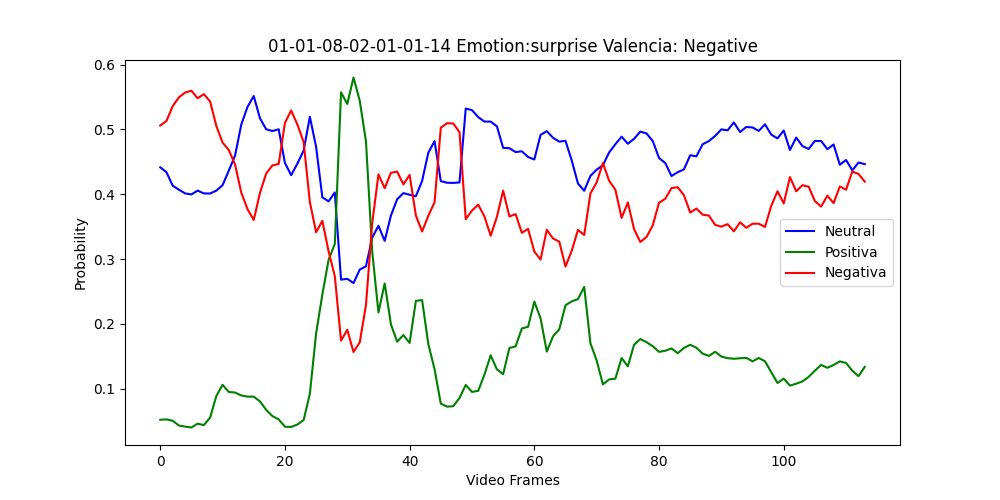 01-01-08-02-01-01-14 Emotion:surprise Valencia: Negative
0.6
0.5
0.4
0.3
0.2
0.1
Probability
0 20 40 60 80 100
Video Frames
Neutral
Positiva
Negativa